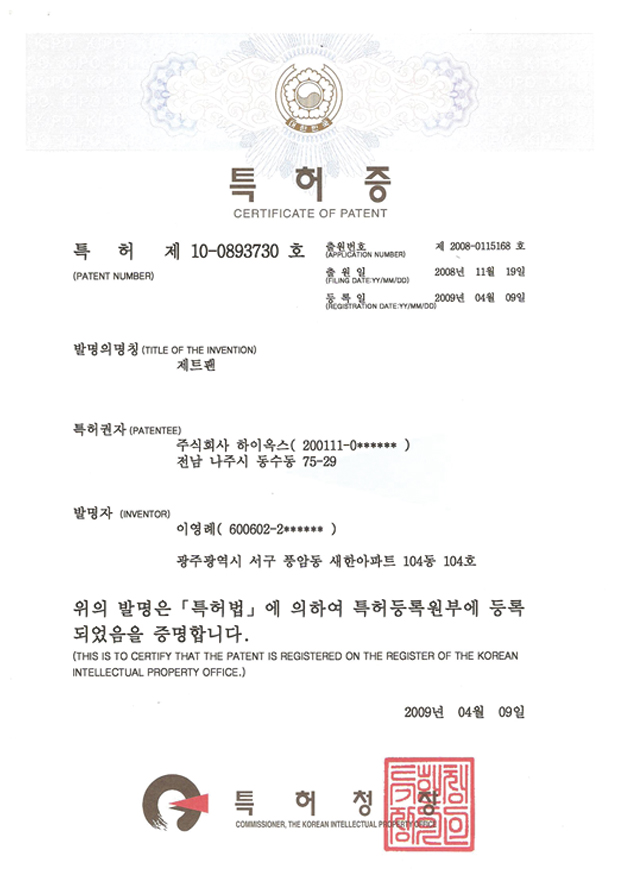 대한민국
특 허 증
CERTIFICATE OF PATENT
특 허 제 10-0893730 호
(PATENT NUMBER)
출원번호 제 2008-0115168 호
(APPLICATION NUMBER)
출 원 일 2008년 11월 19일
(FILING DATE:YY/MM/DD)
등 록 일 2009년 04월 09일
(REGISTRATION DATE:YY/MM/DD)
발명의명칭 (TITLE OF THE INVENTION)
제트팬
특허권자 (PATENTEE)
주식회사 하이옥스( 200111-0****** )
전남 나주시 동수동 75-29
발명자 (INVENTOR)
이영례( 600602-2****** )
광주광역시 서구 풍암동 새한아파트 104동 104호
위의 발명은 「특허법」에 의하여 특허등록원부에 등록
되었음을 증명합니다.
(THIS IS TO CERTIFY THAT THE PATENT IS REGISTERED ON THE REGISTER OF THE KOREAN
INTELLECTUAL PROPERTY OFFICE.)
2009년 04월 09일
특 허 청 장
COMMISSIONER, THE KOREAN INTELLECTUAL PROPERTY OFFICE